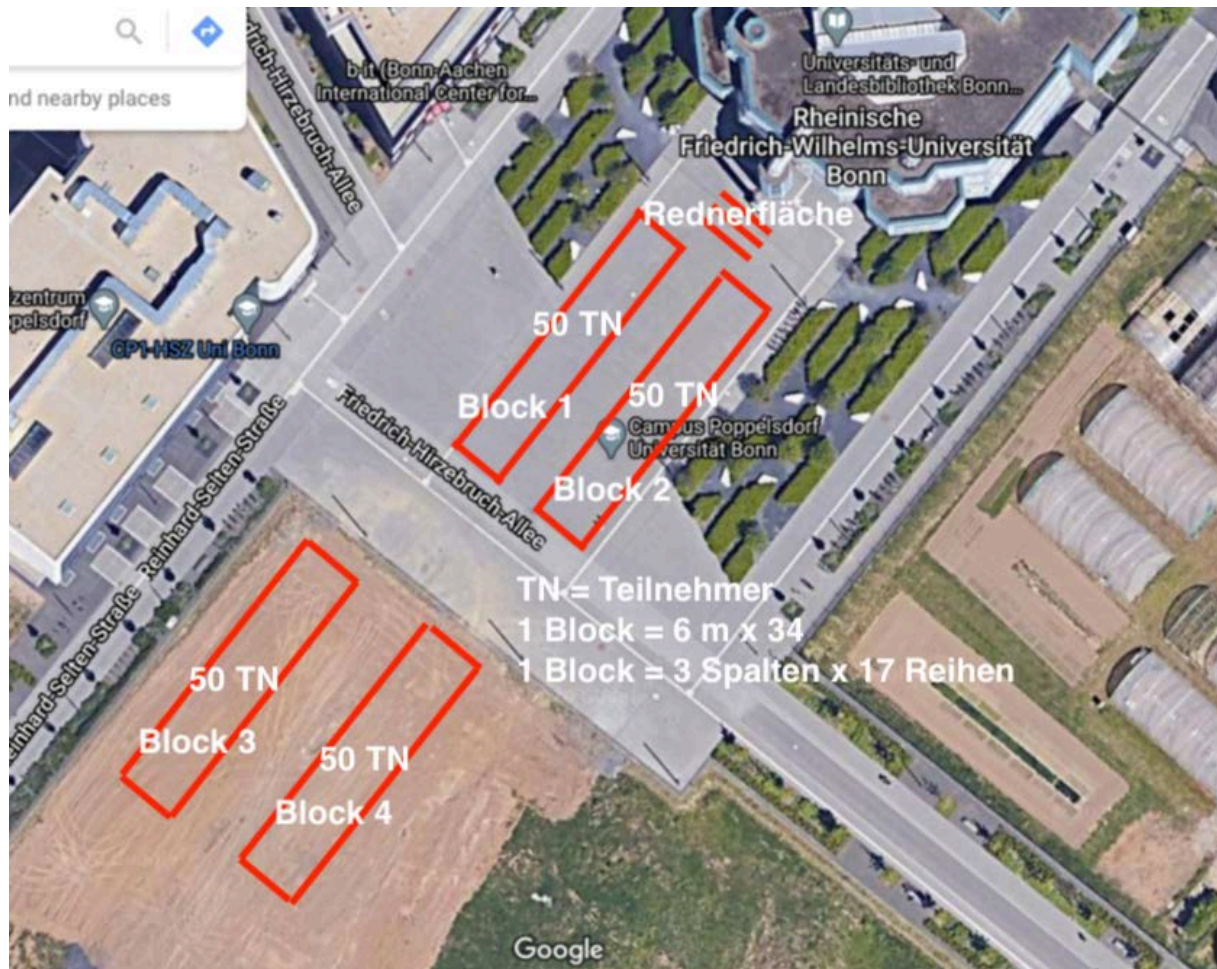 nd nearby places
Friedrich-Hirzebruch-Allee
b-it (Bonn-Aachen
International Center for...
Universitäts- und
Landesbibliothek Bonn...
Rheinische
Friedrich-Wilhelms-Universität
Bonn
Rednerfläche
zentrum
CP1-HSZ Uni Bonn
50 TN
Block 1
50 TN
Block 2
Campus Poppelsdorf
Universität Bonn
Friedrich-Hirzebruch-Allee
Reinhard-Selten-Straße
Reinhard-Selten-Straße
TN = Teilnehmer
1 Block = 6 m x 34
1 Block = 3 Spalten x 17 Reihen
50 TN
Block 3
50 TN
Block 4
Google